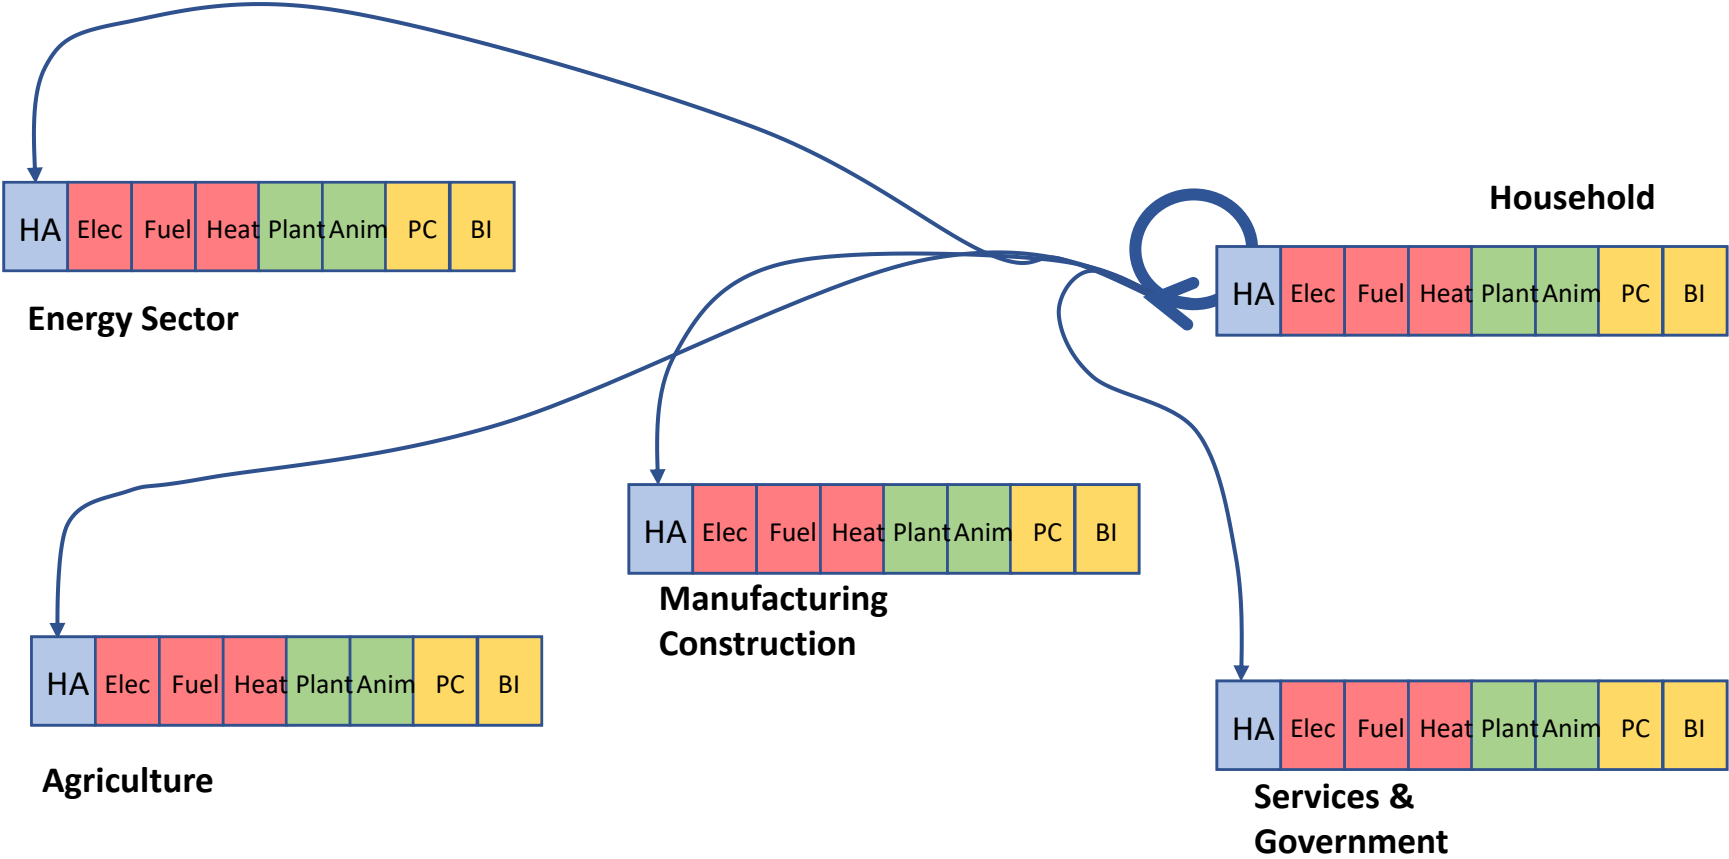 HA Elec Fuel Heat Plant Anim PC BI
Energy Sector
Household
HA Elec Fuel Heat Plant Anim PC BI
HA Elec Fuel Heat Plant Anim PC BI
Manufacturing
Construction
HA Elec Fuel Heat Plant Anim PC BI
Agriculture
HA Elec Fuel Heat Plant Anim PC BI
Services &
Government